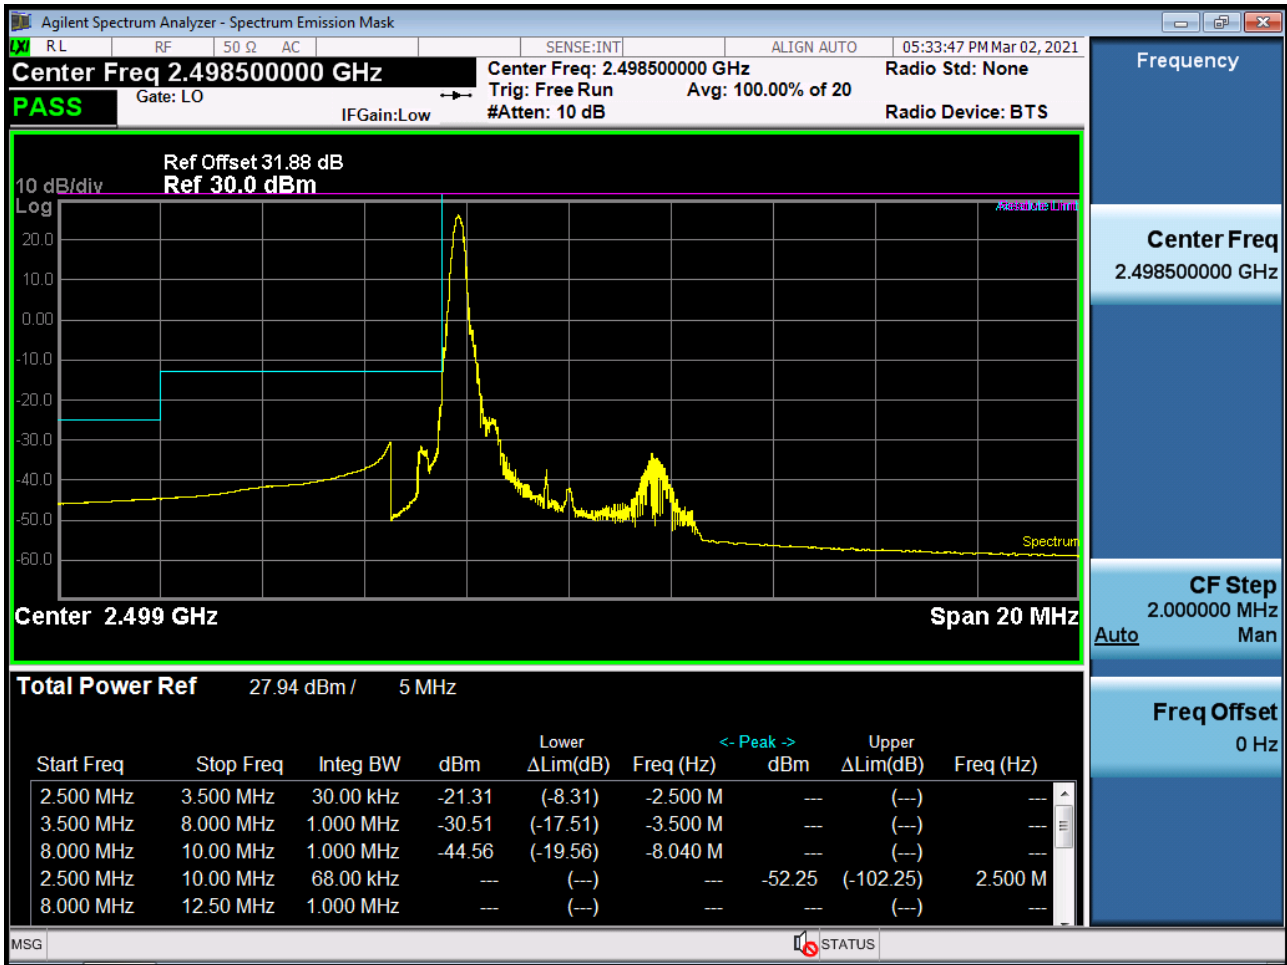 Agilent Spectrum Analyzer - Spectrum Emission Mask
LXI RL RF 50 Ω AC SENSE:INT ALIGN AUTO 05:33:47 PM Mar 02, 2021
Center Freq 2.498500000 GHz
Center Freq: 2.498500000 GHz Radio Std: None
PASS Gate: LO Trig: Free Run Avg: 100.00% of 20
IFGain:Low #Atten: 10 dB Radio Device: BTS
Ref Offset 31.88 dB
10 dB/div Ref 30.0 dBm
Log
Absolute Limit
20.0
10.0
0.00
-10.0
-20.0
-30.0
-40.0
-50.0
Spectrum
-60.0
Center 2.499 GHz Span 20 MHz
Total Power Ref 27.94 dBm / 5 MHz
Lower <- Peak -> Upper
Start Freq Stop Freq Integ BW dBm ΔLim(dB) Freq (Hz) dBm ΔLim(dB) Freq (Hz)
2.500 MHz 3.500 MHz 30.00 kHz -21.31 (-8.31) -2.500 M --- (---) ---
3.500 MHz 8.000 MHz 1.000 MHz -30.51 (-17.51) -3.500 M --- (---) ---
8.000 MHz 10.00 MHz 1.000 MHz -44.56 (-19.56) -8.040 M --- (---) ---
2.500 MHz 10.00 MHz 68.00 kHz --- (---) --- -52.25 (-102.25) 2.500 M
8.000 MHz 12.50 MHz 1.000 MHz --- (---) --- --- (---) ---
MSG STATUS
Frequency
Center Freq
2.498500000 GHz
CF Step
2.000000 MHz
Auto Man
Freq Offset
0 Hz